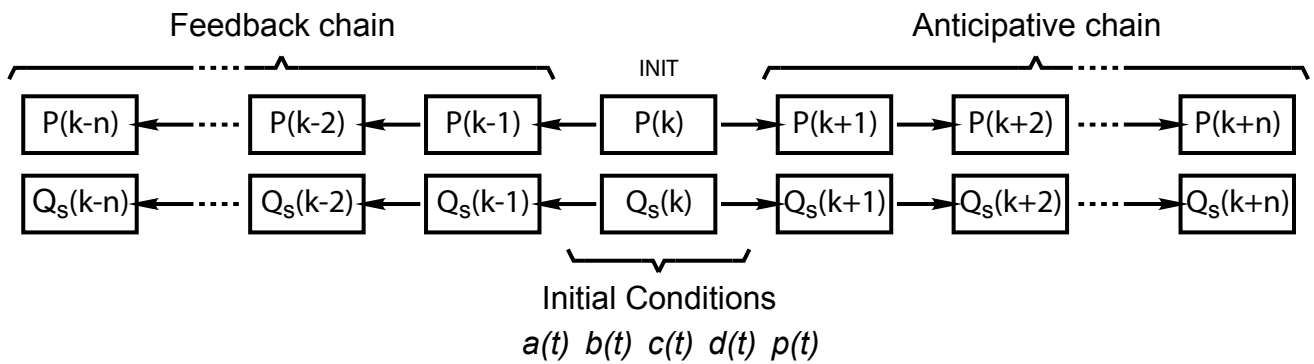 Feedback chain Anticipative chain
INIT
P(k-n) P(k-2) P(k-1) P(k) P(k+1) P(k+2) P(k+n)
Qs(k-n) Qs(k-2) Qs(k-1) Qs(k) Qs(k+1) Qs(k+2) Qs(k+n)
Initial Conditions
a(t) b(t) c(t) d(t) p(t)